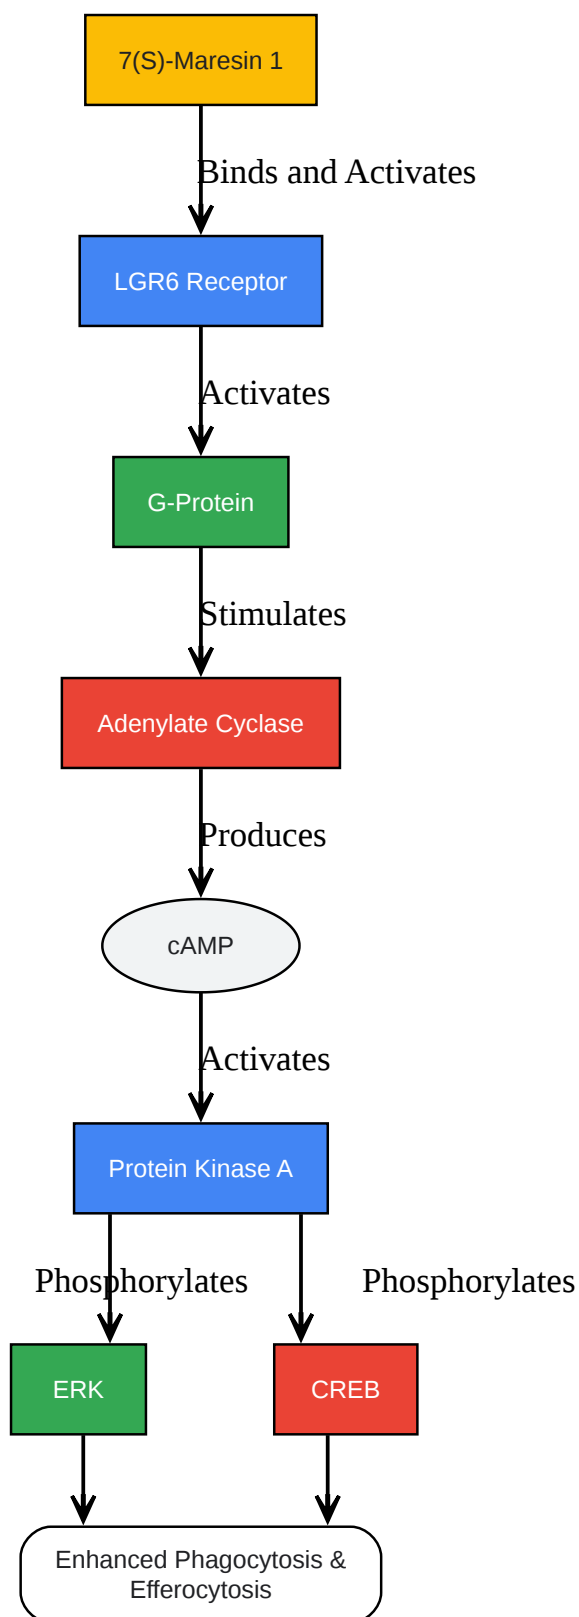 7(S)-Maresin 1
Binds and Activates
LGR6 Receptor
Activates
G-Protein
Stimulates
Adenylate Cyclase
Produces
cAMP
Activates
Protein Kinase A
Phosphorylates
Phosphorylates
ERK
CREB
Enhanced Phagocytosis &
Efferocytosis